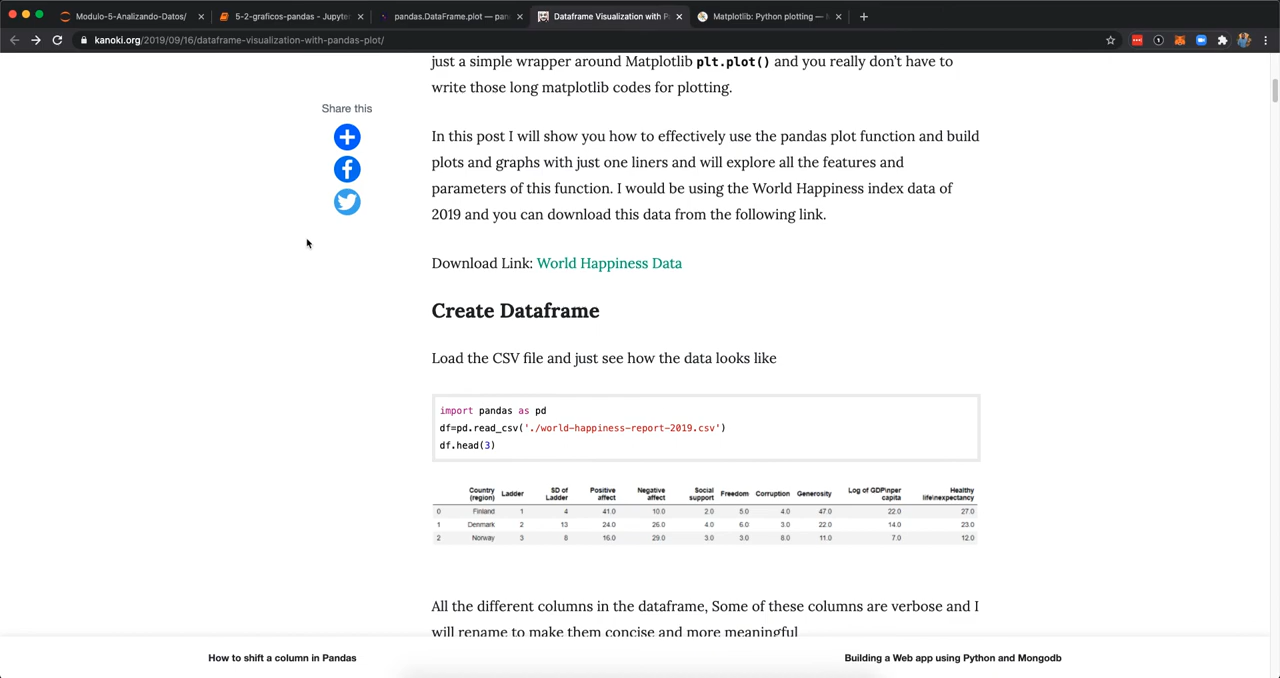 Modulo-5-Analizando-Datos/
5-2-graficos-pandas - Jupyte
pandas.DataFrame.plot — pan
Dataframe Visualization with P
Matplotlib: Python plotting —
kanoki.org/2019/09/16/dataframe-visualization-with-pandas-plot/
just a simple wrapper around Matplotlib plt.plot() and you really don’t have to
write those long matplotlib codes for plotting.
Share this
In this post I will show you how to effectively use the pandas plot function and build
plots and graphs with just one liners and will explore all the features and
parameters of this function. I would be using the World Happiness index data of
2019 and you can download this data from the following link.
Download Link: World Happiness Data
Create Dataframe
Load the CSV file and just see how the data looks like
import pandas as pd
df=pd.read_csv('./world-happiness-report-2019.csv')
df.head(3)
Country (region) Ladder SD of Ladder Positive affect Negative affect Social support Freedom Corruption Generosity Log of GDP\nper capita Healthy life\nexpectancy
0 Finland 1 4 41.0 10.0 2.0 5.0 4.0 47.0 22.0 27.0
1 Denmark 2 13 24.0 26.0 4.0 6.0 3.0 22.0 14.0 23.0
2 Norway 3 8 16.0 29.0 3.0 3.0 8.0 11.0 7.0 12.0
All the different columns in the dataframe, Some of these columns are verbose and I
will rename to make them concise and more meaningful
How to shift a column in Pandas
Building a Web app using Python and Mongodb